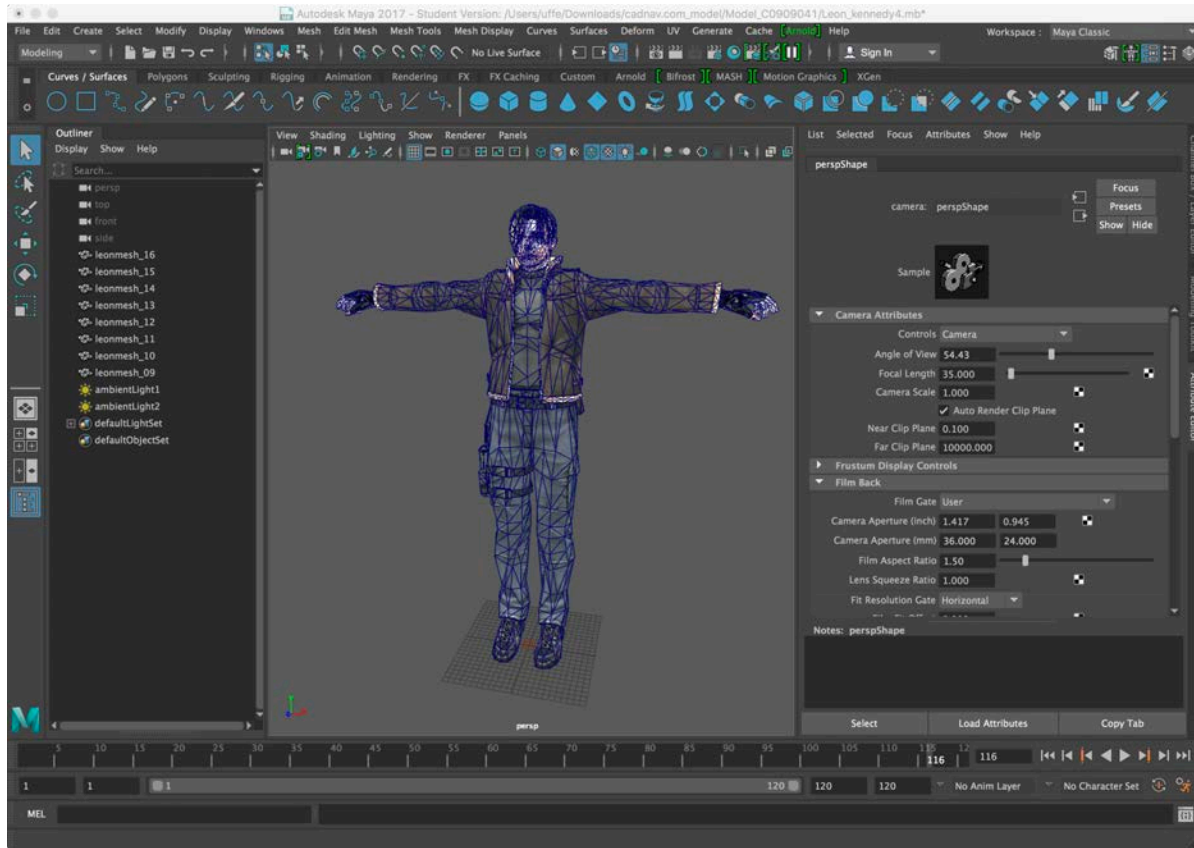 Autodesk Maya 2017 - Student Version: /Users/uffe/Downloads/cadnav.com_model/Model_C0909041/Leon_kennedy4.mb*
File Edit Create Select Modify Display Windows Mesh Edit Mesh Mesh Tools Mesh Display Curves Surfaces Deform UV Generate Cache [Arnold] Help Workspace : Maya Classic
Modeling No Live Surface Sign In
Curves / Surfaces Polygons Sculpting Rigging Animation Rendering FX FX Caching Custom Arnold [ Bifrost ][ MASH ][ Motion Graphics ] XGen
Outliner
Display Show Help
Search...
persp
top
front
side
leonmesh_16
leonmesh_15
leonmesh_14
leonmesh_13
leonmesh_12
leonmesh_11
leonmesh_10
leonmesh_09
ambientLight1
ambientLight2
defaultLightSet
defaultObjectSet
View Shading Lighting Show Renderer Panels
persp
List Selected Focus Attributes Show Help
perspShape
Focus
camera: perspShape Presets
Show Hide
Sample
Camera Attributes
Controls Camera
Angle of View 54.43
Focal Length 35.000
Camera Scale 1.000
Auto Render Clip Plane
Near Clip Plane 0.100
Far Clip Plane 10000.000
Frustum Display Controls
Film Back
Film Gate User
Camera Aperture (inch) 1.417 0.945
Camera Aperture (mm) 36.000 24.000
Film Aspect Ratio 1.50
Lens Squeeze Ratio 1.000
Fit Resolution Gate Horizontal
Notes: perspShape
Select Load Attributes Copy Tab
5 10 15 20 25 30 35 40 45 50 55 60 65 70 75 80 85 90 95 100 105 110 115 12 116
116
1 1 1 120 120 120 No Anim Layer No Character Set
MEL